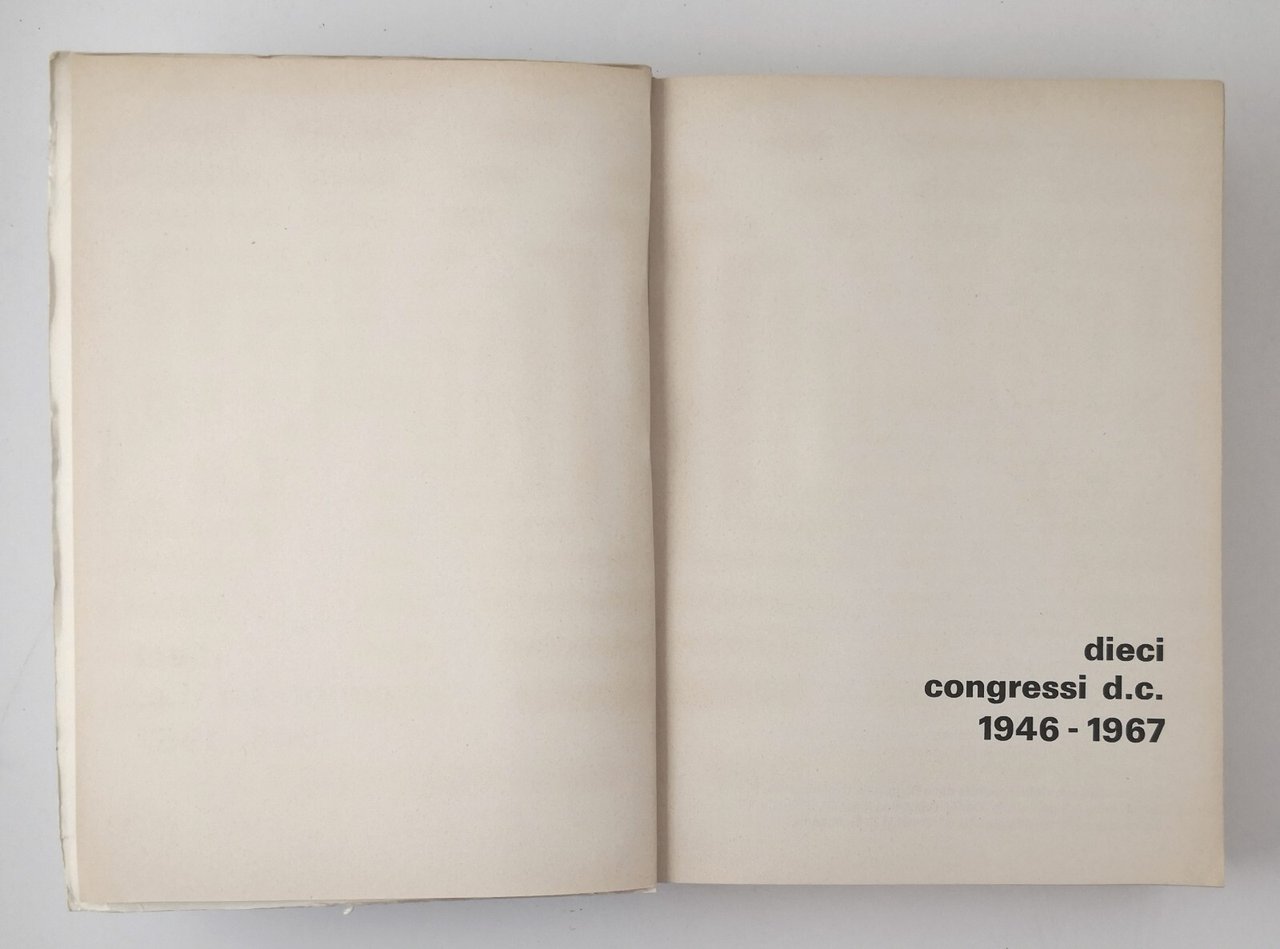 dieci
congressi d.c.
1946 - 1967